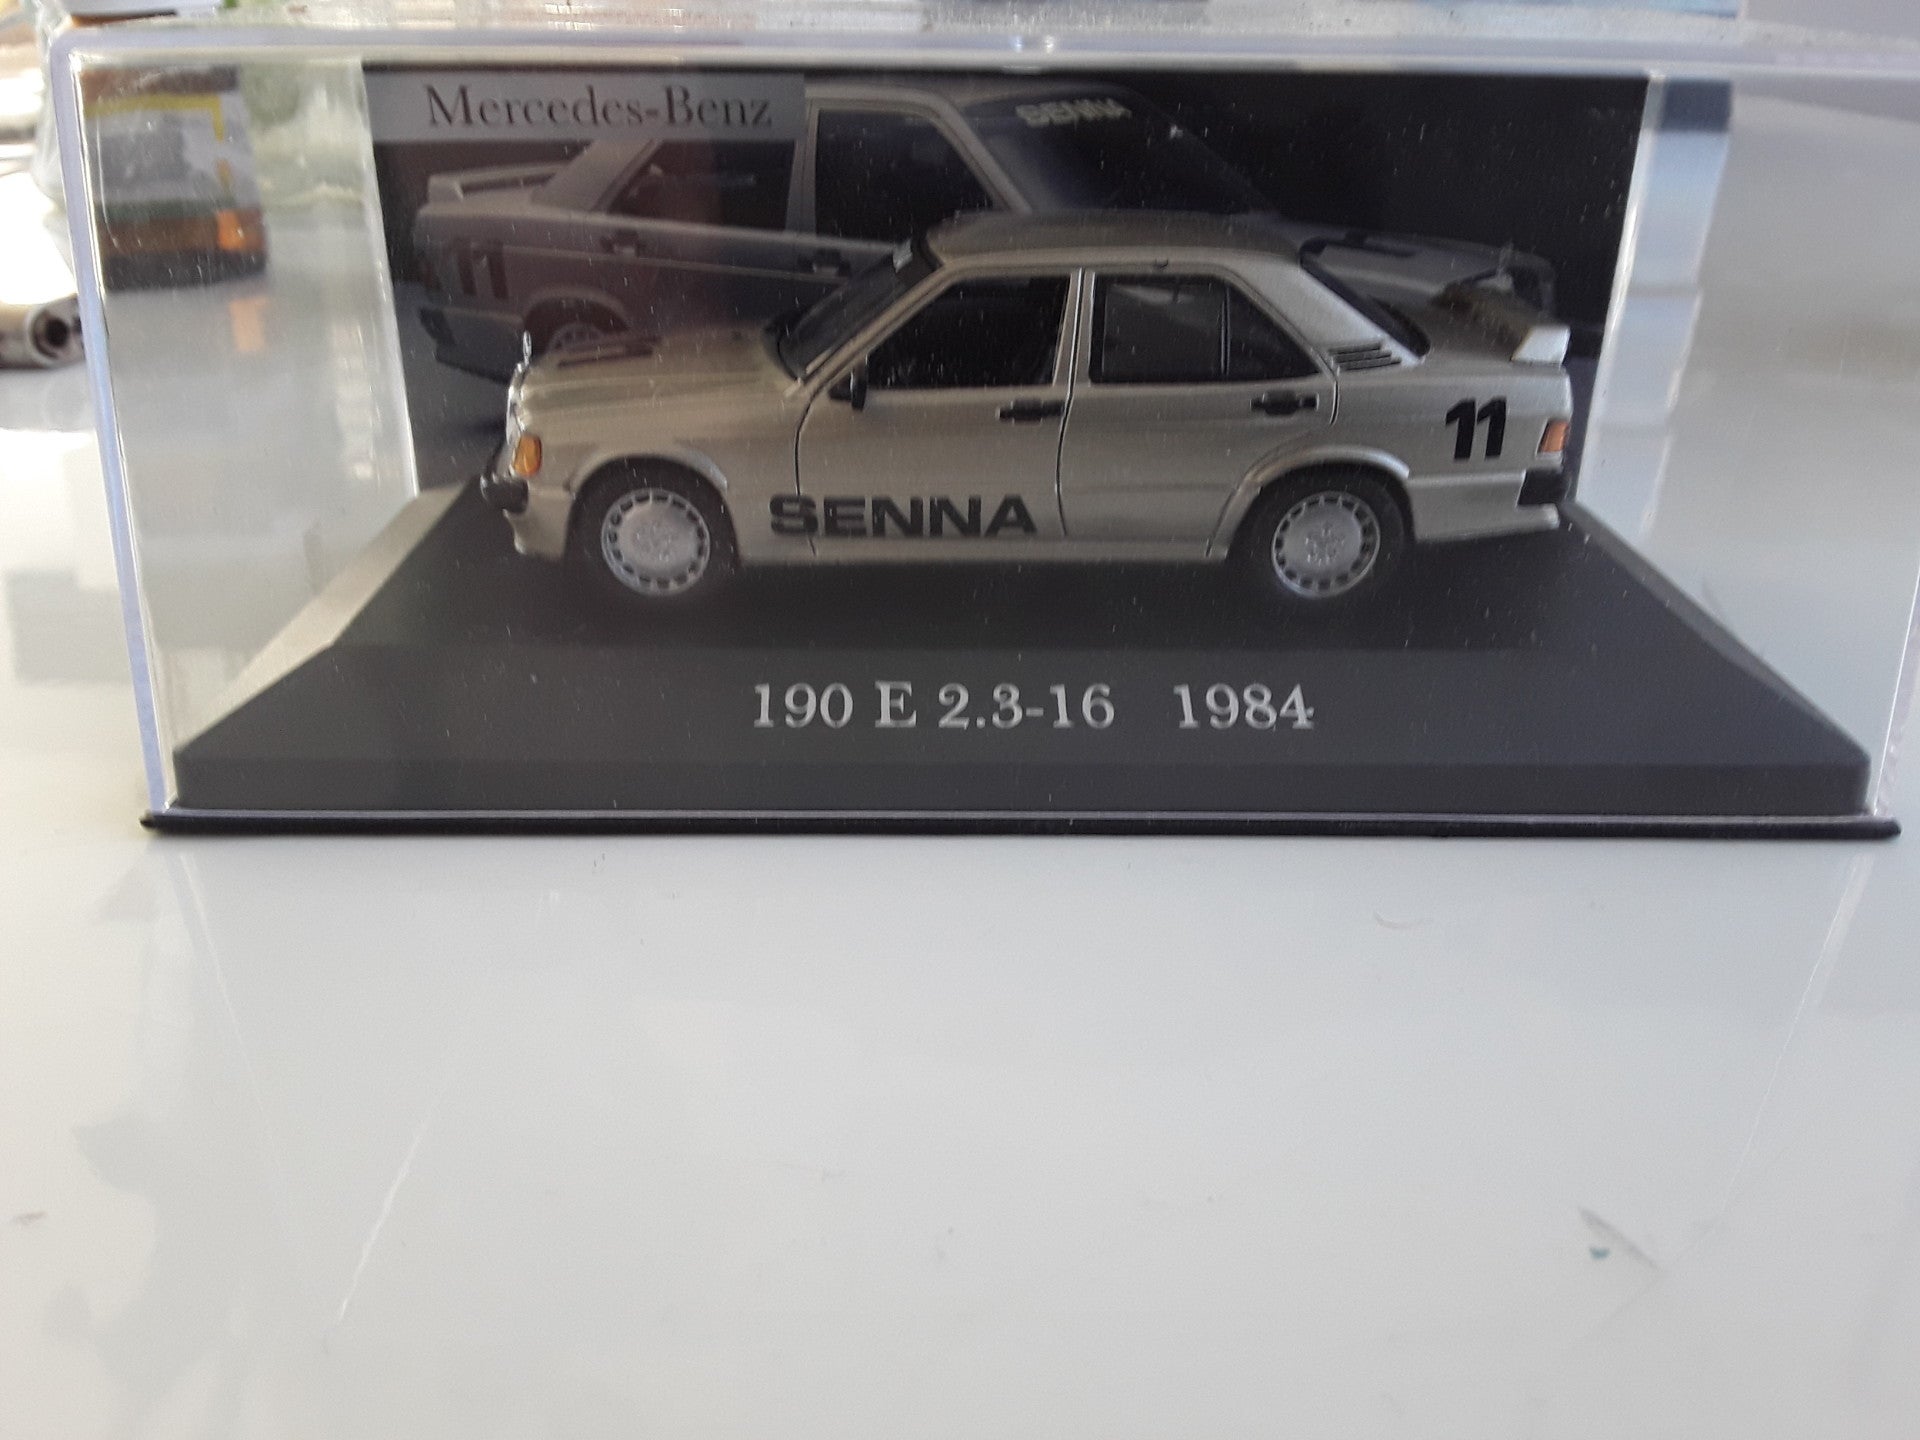 Mercedes-Benz
SENNA
11
11
SENNA
190 E 2.3-16 1984